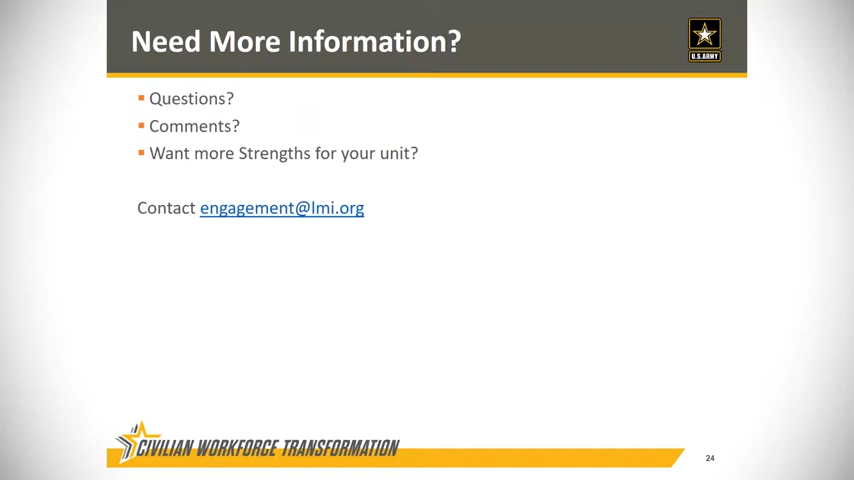 Need More Information?
U.S.ARMY
Questions?
Comments?
Want more Strengths for your unit?
Contact engagement@lmi.org
CIVILIAN WORKFORCE TRANSFORMATION
24